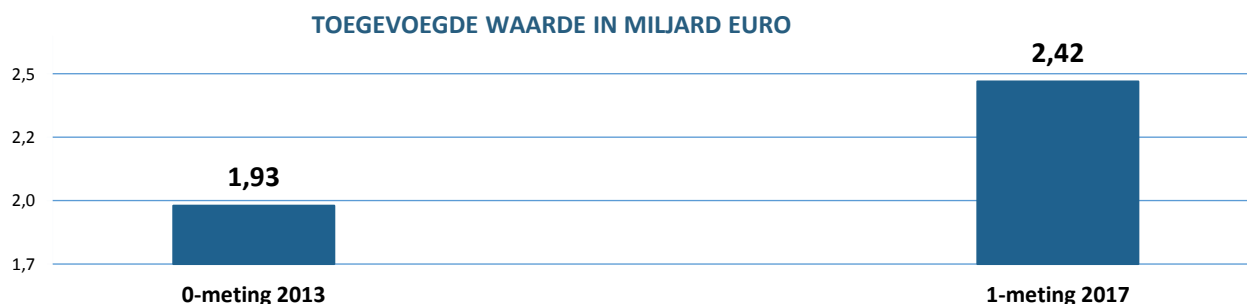 TOEGEVOEGDE WAARDE IN MILJARD EURO
2,42
2,5
2,2
1,93
2,0
1,7
0-meting 2013
1-meting 2017